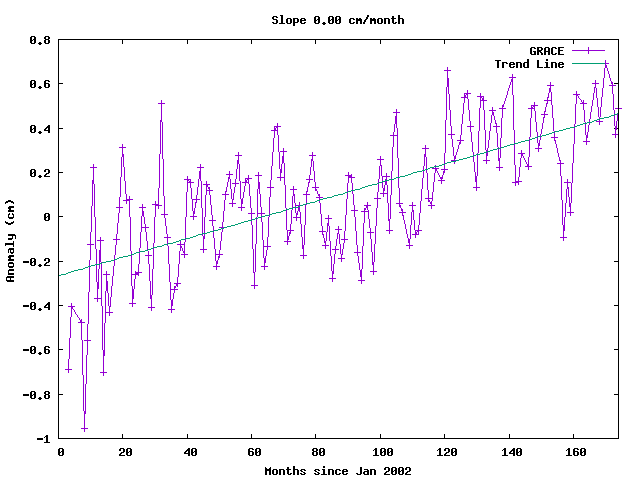 Slope 0.00 cm/month
GRACE
Trend Line
0.8
0.6
0.4
0.2
0
-0.2
-0.4
-0.6
-0.8
-1
Anomaly (cm)
0 20 40 60 80 100 120 140 160
Months since Jan 2002